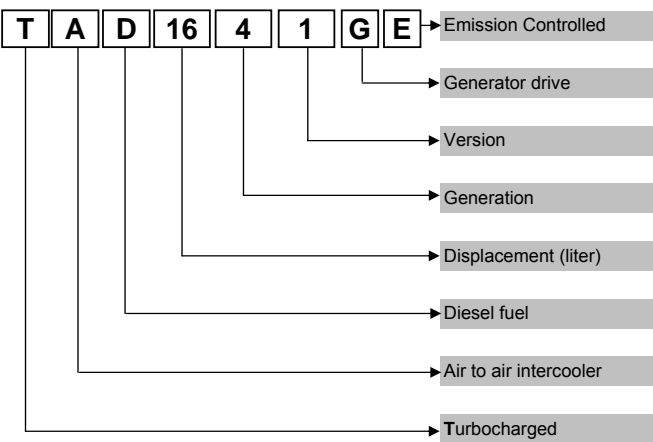 T A D 16 4 1 G E Emission Controlled
Generator drive
Version
Generation
Displacement (liter)
Diesel fuel
Air to air intercooler
Turbocharged